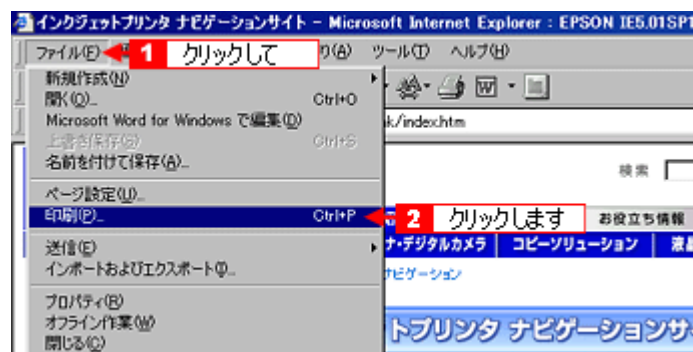 インクジェットプリンタ ナビゲーションサイト - Microsoft Internet Explorer : EPSON IE5.01SP1
ファイル(F) 1 クリックして り(A) ツール(T) ヘルプ(H)
新規作成(N)
開く(O)... Ctrl+O
Microsoft Word for Windows で編集(D)
上書き保存(S) Ctrl+S
名前を付けて保存(A)...
k/index.htm
検索
ページ設定(U)...
印刷(P)... Ctrl+P 2 クリックします お役立ち情報
送信(E) ナ・デジタルカメラ コピーソリューション 液晶
インポートおよびエクスポート(I)... ナビゲーション
プロパティ(R)
オフライン作業(W)
閉じる(C)
トプリンタ ナビゲーションサ